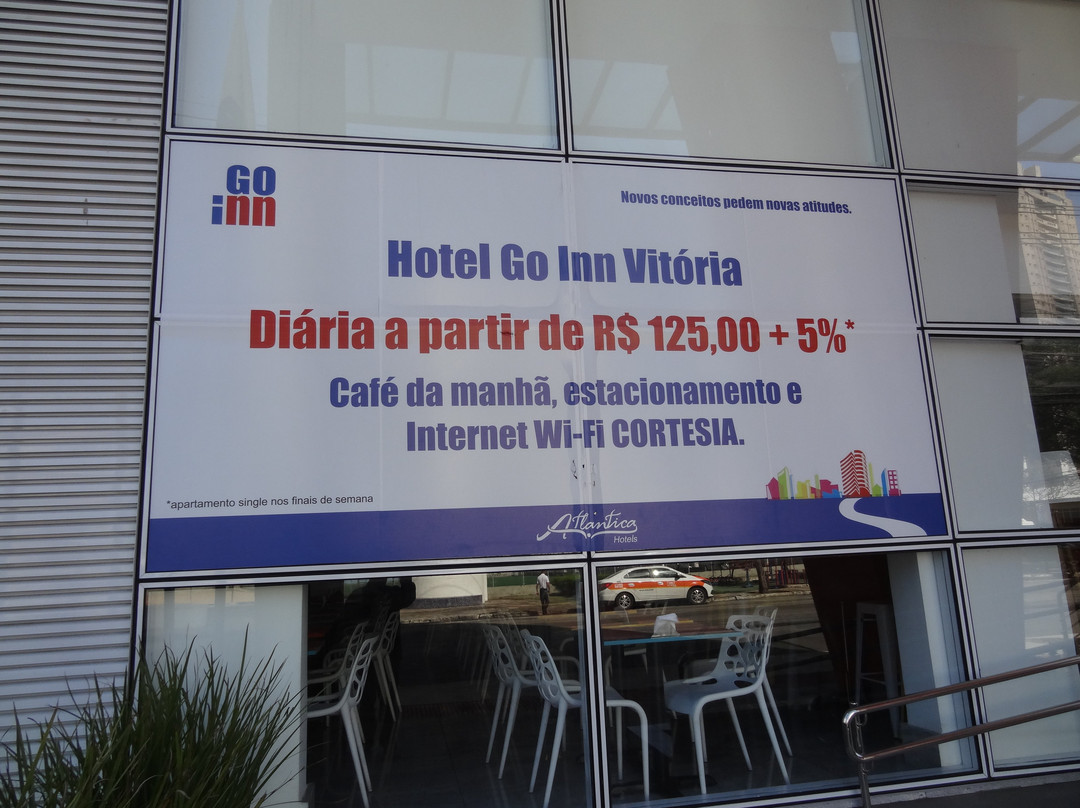 GO
inn
Novos conceitos pedem novas atitudes.
Hotel Go Inn Vitória
Diária a partir de R$ 125,00 + 5%*
Café da manhã, estacionamento e
Internet Wi-Fi CORTESIA.
*apartamento single nos finais de semana
Atlantica
Hotels